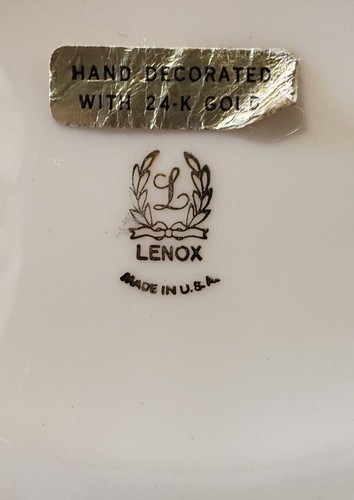 HAND DECORATED
WITH 24-K GOLD
L
LENOX
MADE IN U.S.A.